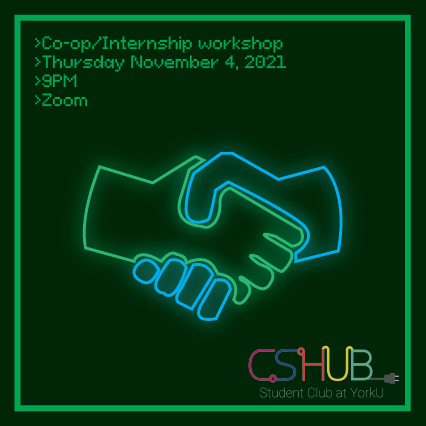 >Co-op/Internship workshop
>Thursday November 4, 2021
>9PM
>Zoom
CSHUB
Student Club at YorkU